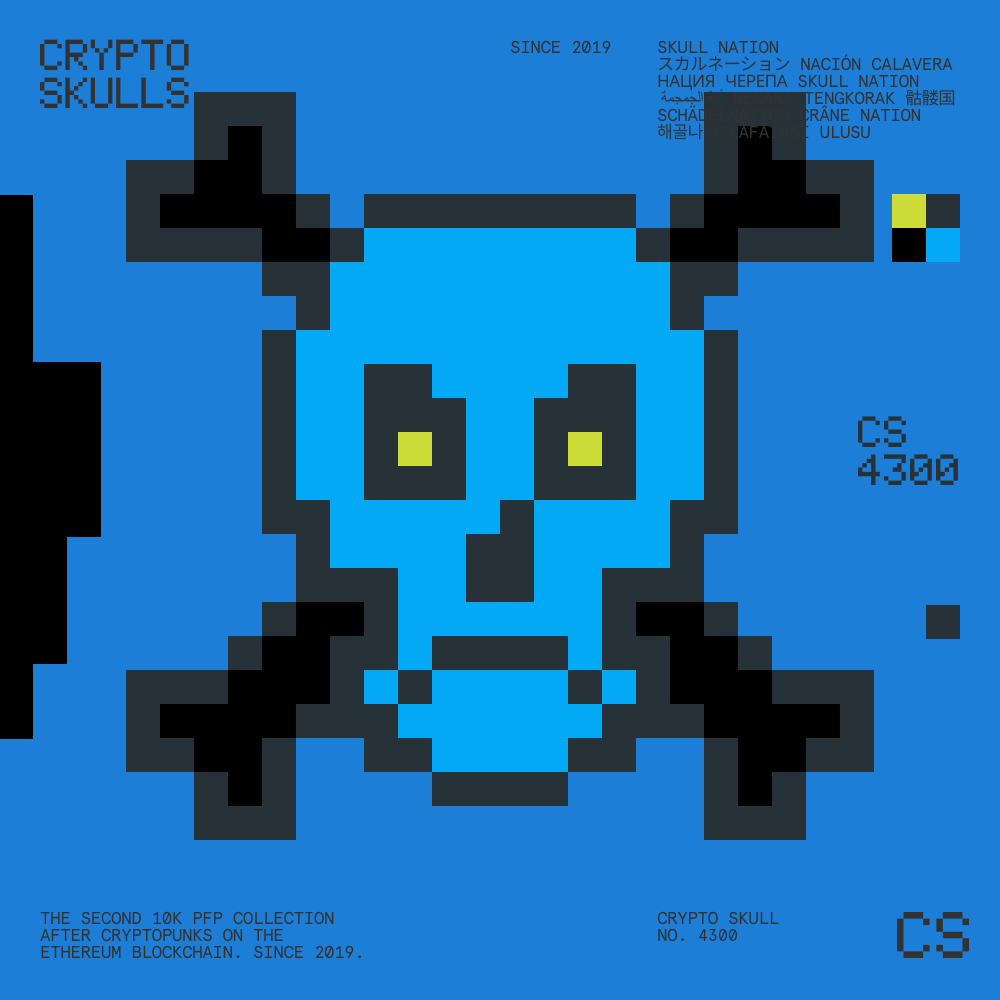 CRYPTO
SKULLS
SINCE 2019
SKULL NATION
スカルネーション NACIÓN CALAVERA
НАЦИЯ ЧЕРЕПА SKULL NATION
TENGKORAK 骷髅国
CRÂNE NATION
ULUSU
CS
4300
THE SECOND 10K PFP COLLECTION
AFTER CRYPTOPUNKS ON THE
ETHEREUM BLOCKCHAIN. SINCE 2019.
CRYPTO SKULL
NO. 4300
CS